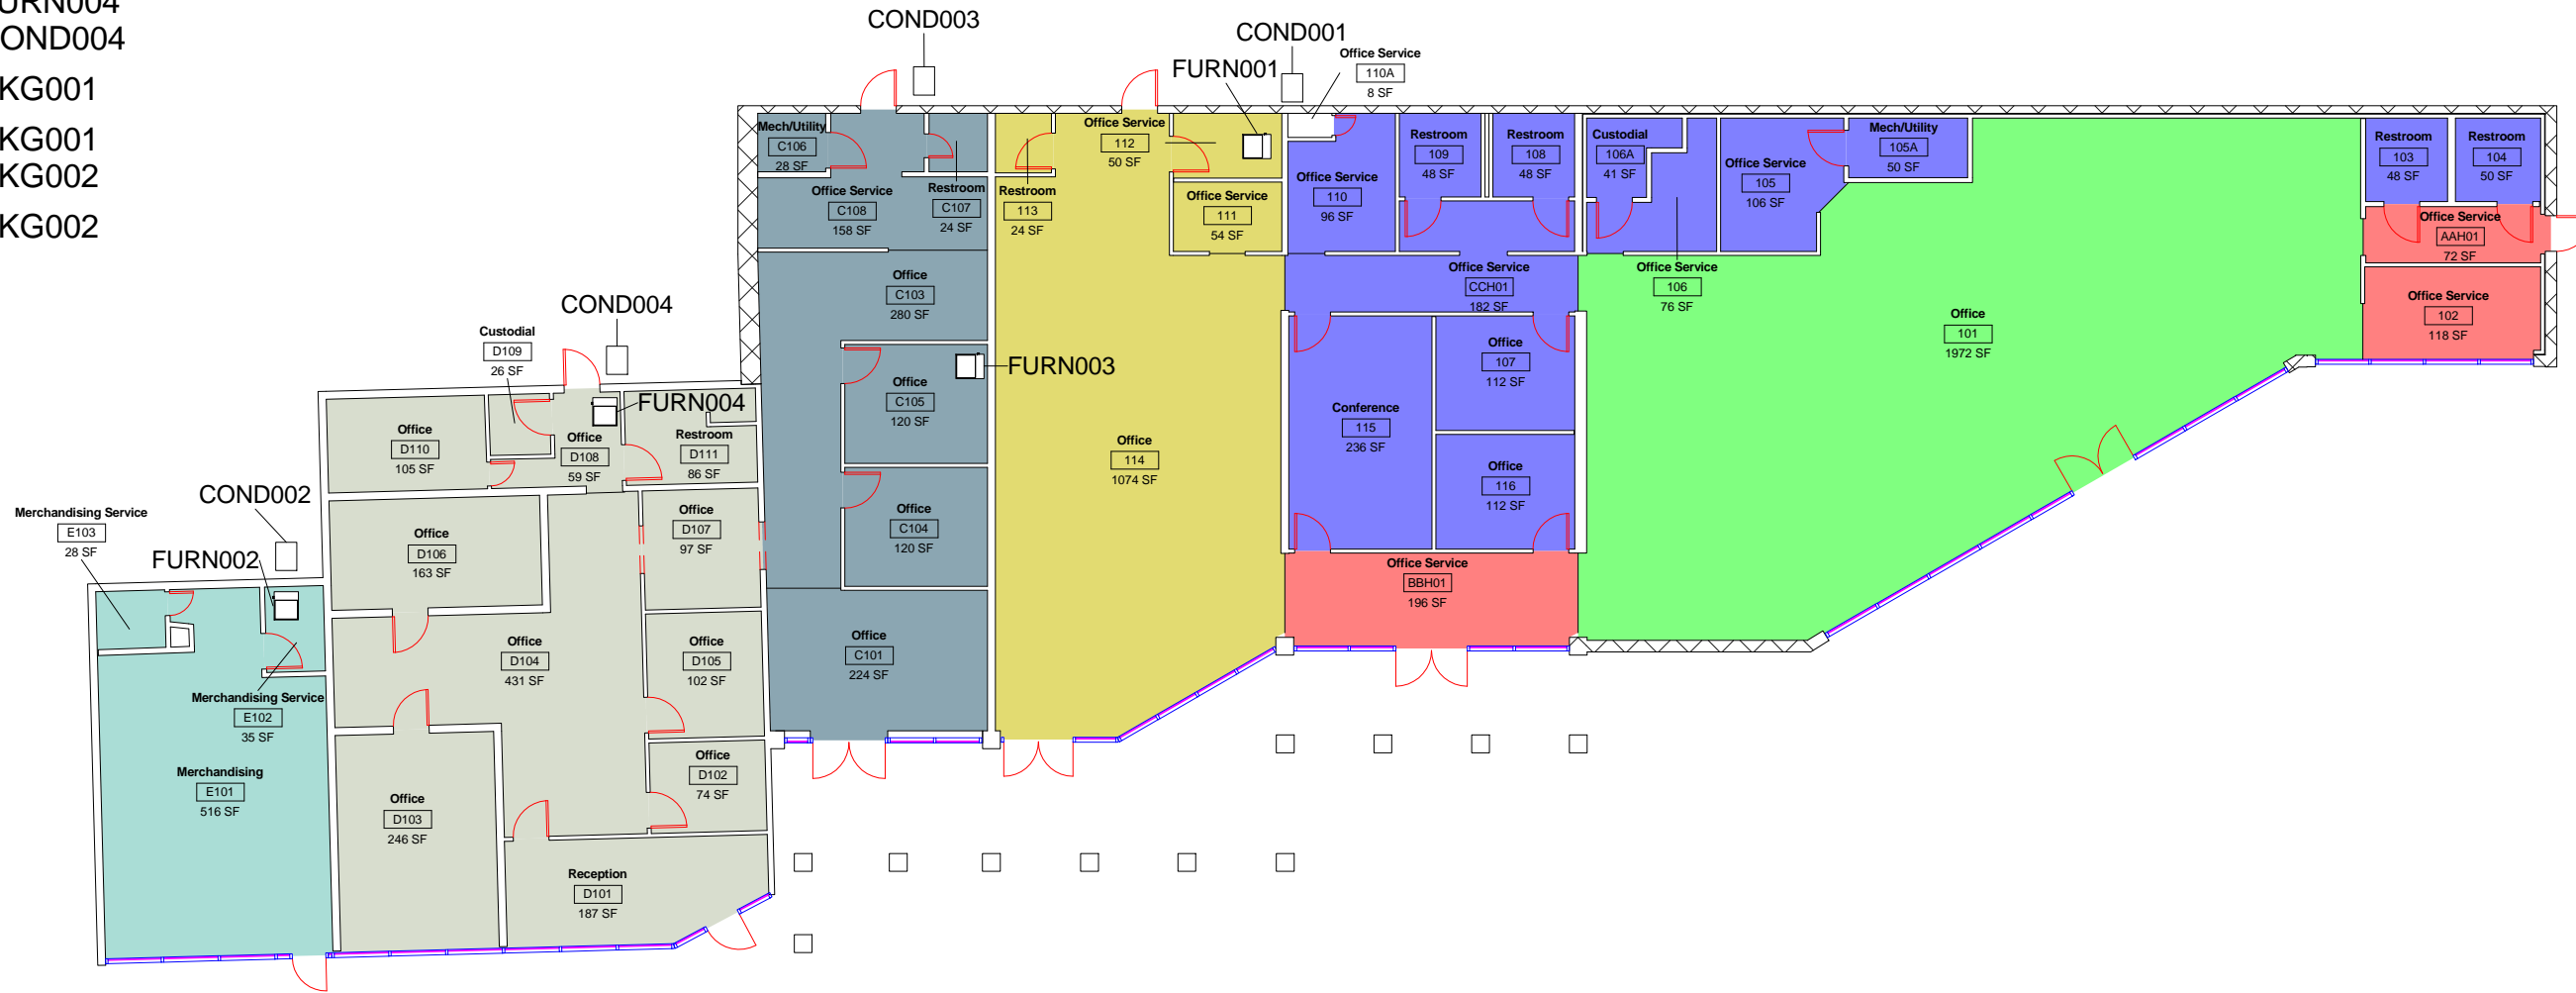 URN004
OND004
KG001
KG001
KG002
KG002
COND003
COND001
Office Service
110A
8 SF
FURN001
Mech/Utility
C106
28 SF
Office Service
C108
158 SF
Restroom
C107
24 SF
Restroom
113
24 SF
Office Service
112
50 SF
Office Service
111
54 SF
Office Service
110
96 SF
Restroom
109
48 SF
Restroom
108
48 SF
Custodial
106A
41 SF
Office Service
105
106 SF
Mech/Utility
105A
50 SF
Restroom
103
48 SF
Restroom
104
50 SF
Office Service
AAH01
72 SF
Office
C103
280 SF
Office Service
CCH01
182 SF
Office Service
106
76 SF
Office
101
1972 SF
Office Service
102
118 SF
COND004
Custodial
D109
26 SF
FURN003
FURN004
Office
C105
120 SF
Office
107
112 SF
Conference
115
236 SF
Office
D110
105 SF
Office
D108
59 SF
Restroom
D111
86 SF
Office
114
1074 SF
Office
116
112 SF
COND002
Merchandising Service
E103
28 SF
FURN002
Office
D106
163 SF
Office
D107
97 SF
Office
C104
120 SF
Office Service
BBH01
196 SF
Office
D104
431 SF
Office
D105
102 SF
Office
C101
224 SF
Merchandising Service
E102
35 SF
Merchandising
E101
516 SF
Office
D102
74 SF
Office
D103
246 SF
Reception
D101
187 SF